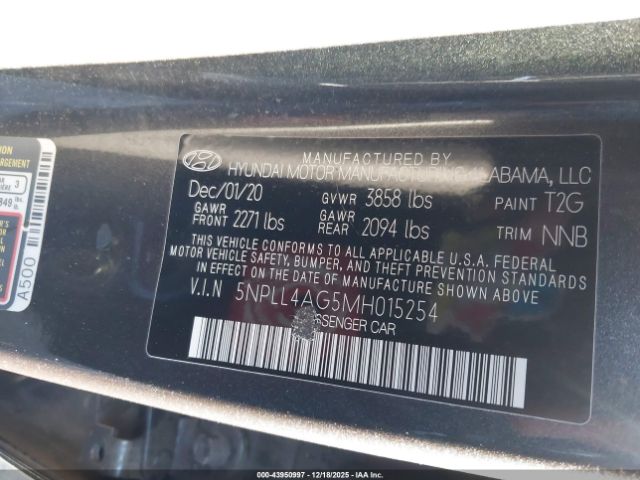 MANUFACTURED BY
HYUNDAI MOTOR MANUFACTURING ALABAMA, LLC
Dec/01/20 GVWR 3858 lbs PAINT T2G
GAWR FRONT 2271 lbs GAWR REAR 2094 lbs TRIM NNB
THIS VEHICLE CONFORMS TO ALL APPLICABLE U.S.A. FEDERAL
MOTOR VEHICLE SAFETY, BUMPER, AND THEFT PREVENTION STANDARDS
IN EFFECT ON THE DATE OF MANUFACTURE SHOWN ABOVE.
V.I.N 5NPLL4AG5MH015254
PASSENGER CAR
3
A500
000-43950997 - 12/18/2025 - COPART